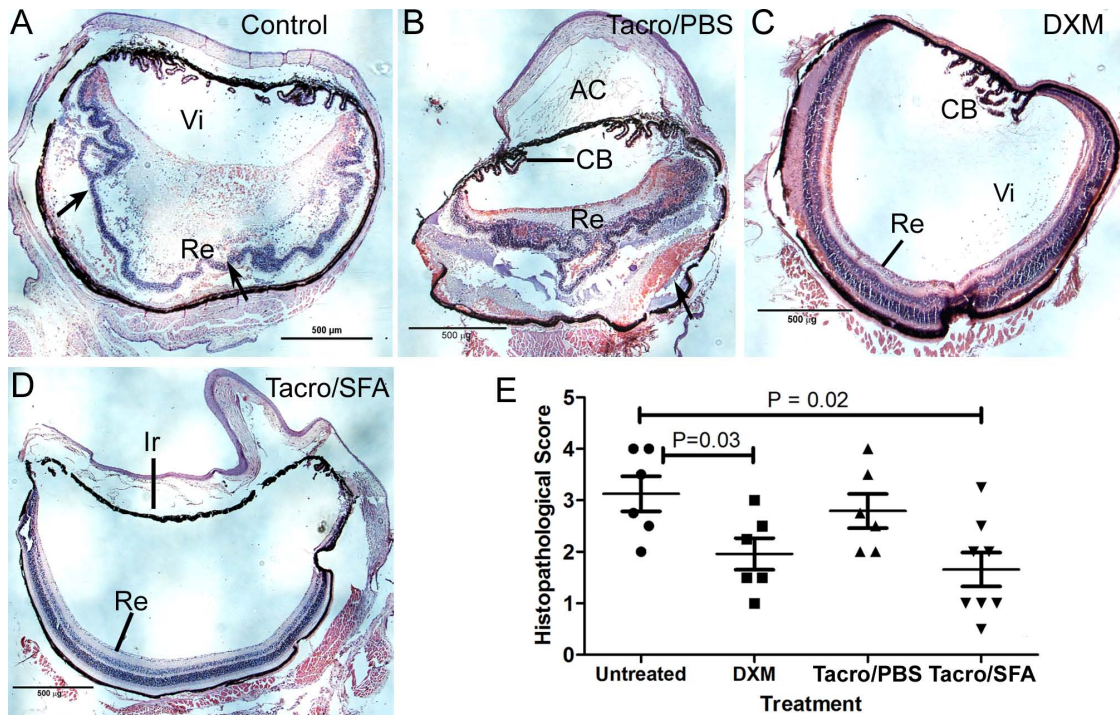 A
Control
Vi
Re
500 µm
B
Tacro/PBS
AC
CB
Re
500 µg
C
DXM
CB
Vi
Re
500 µg
D
Tacro/SFA
Ir
Re
500 µg
E
P = 0.02
P=0.03
Histopathological Score
5
4
3
2
1
0
Untreated
DXM
Tacro/PBS
Tacro/SFA
Treatment